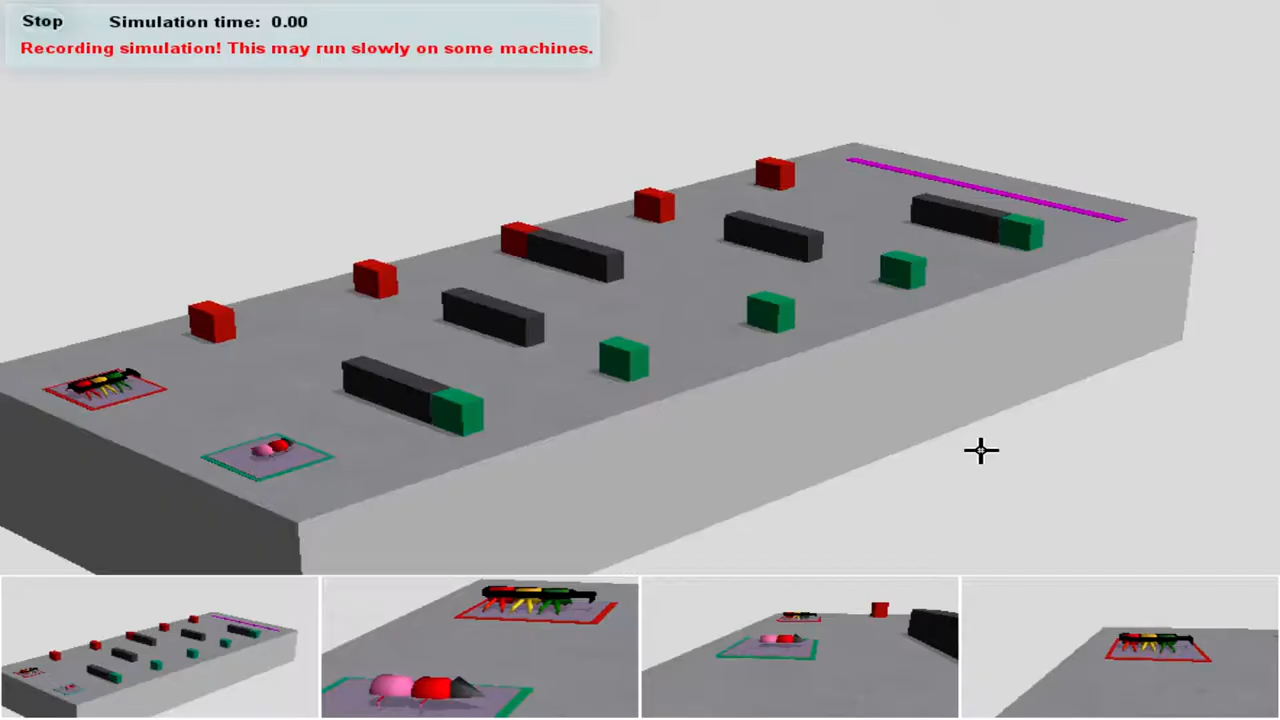 Stop Simulation time: 0.00
Recording simulation! This may run slowly on some machines.